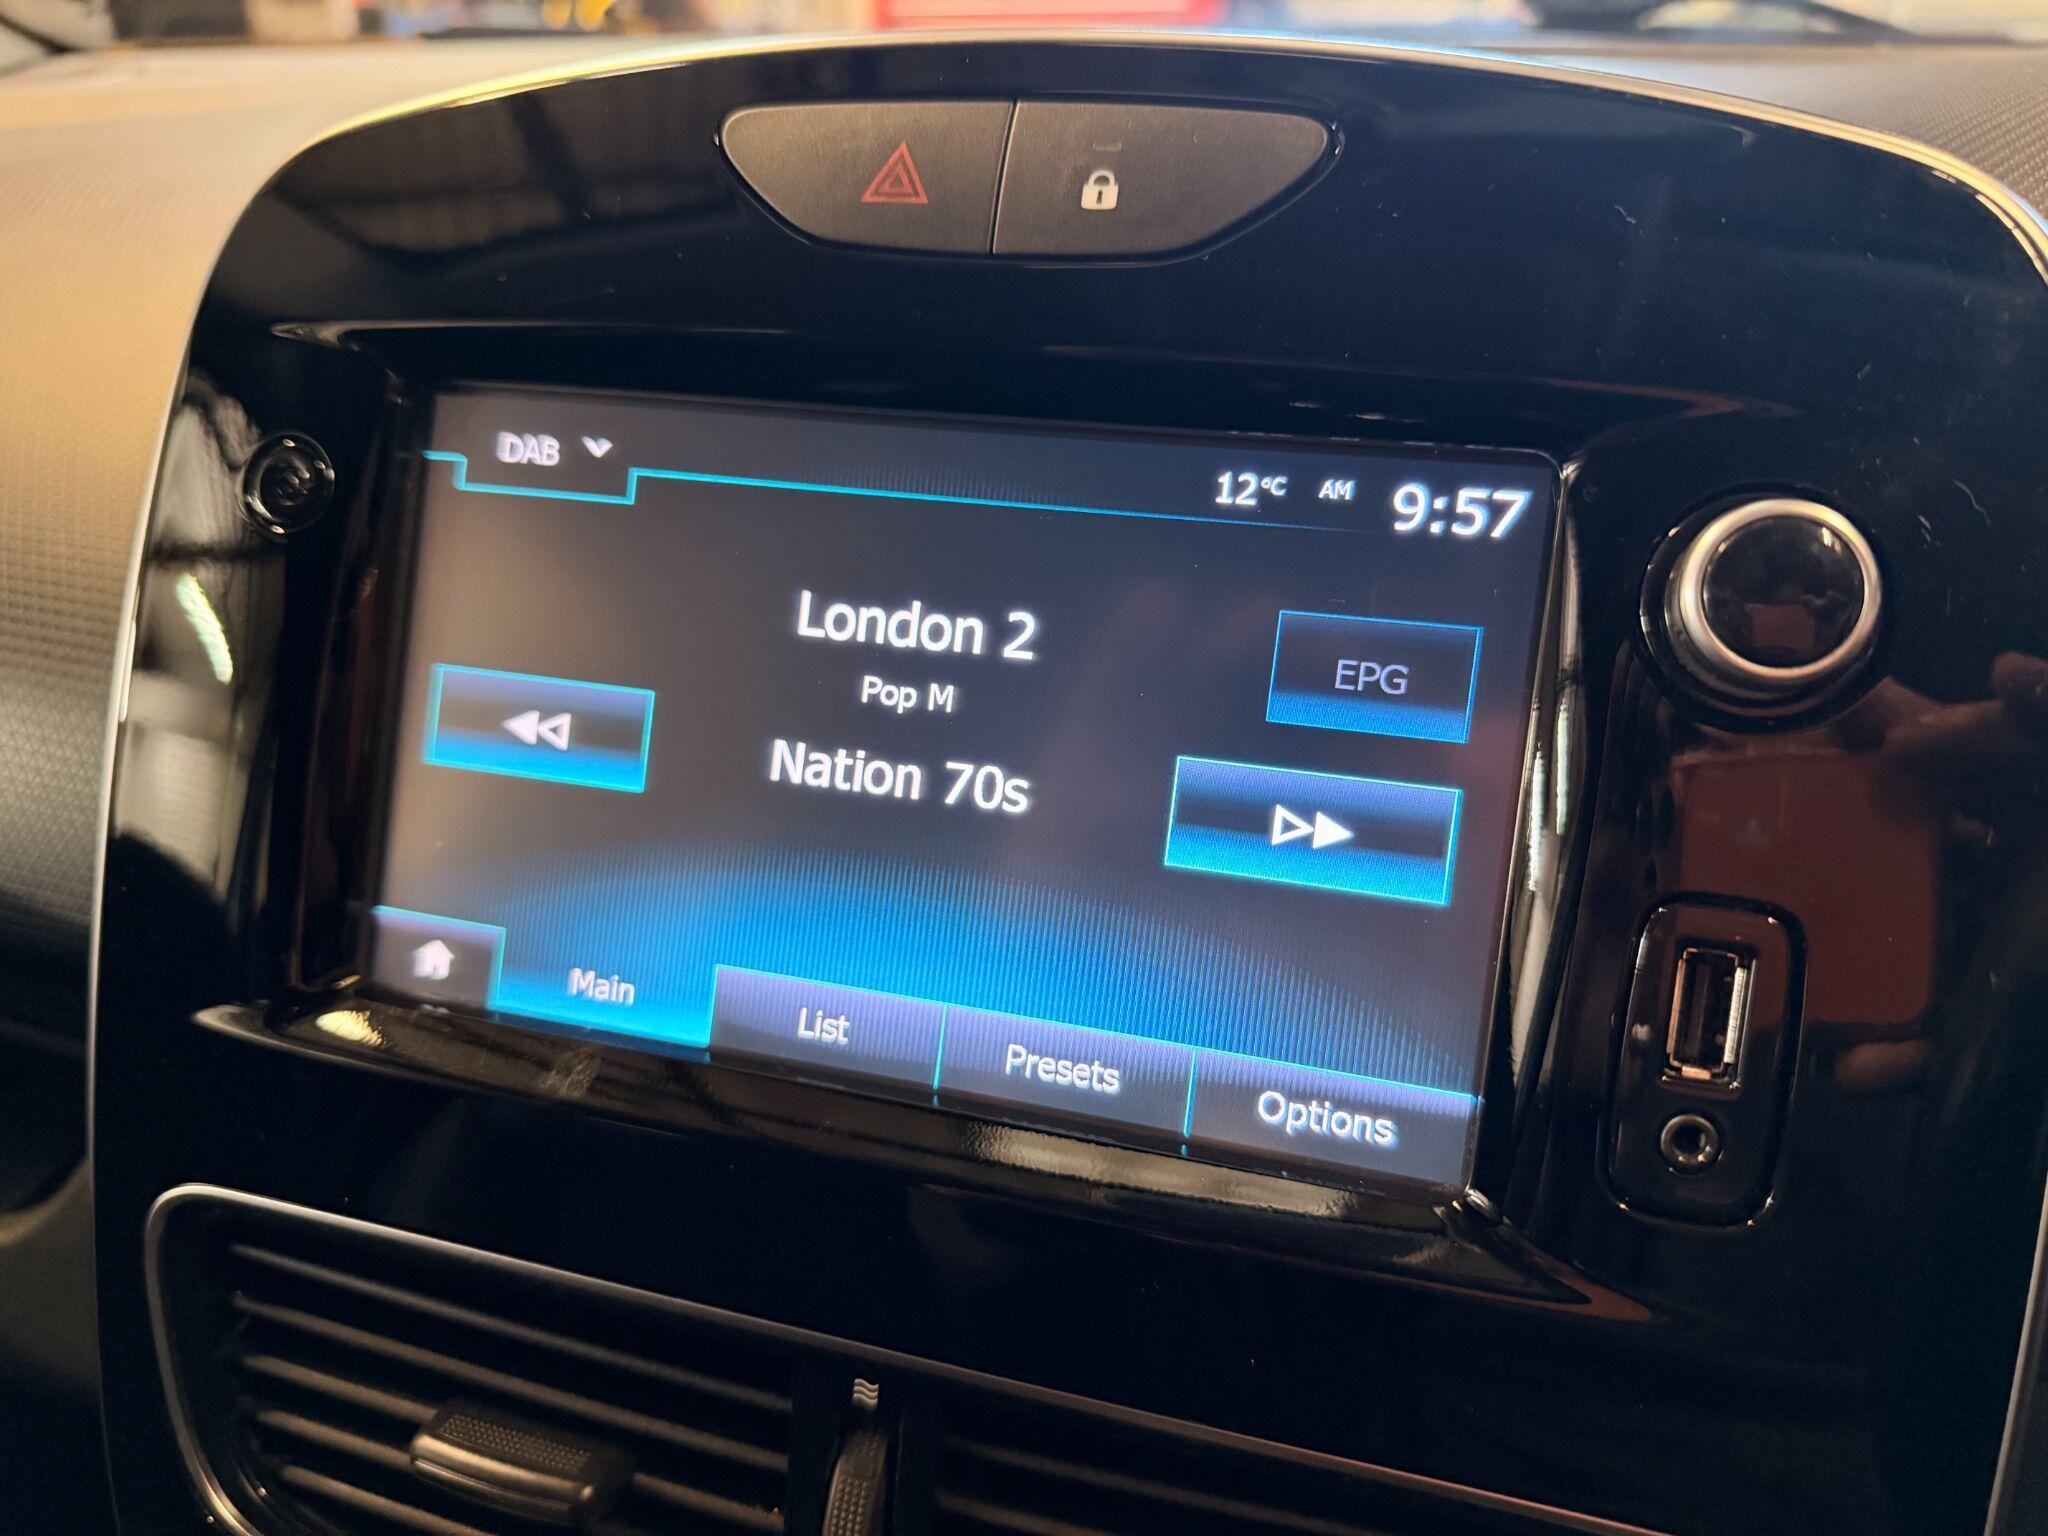 DAB
12°C AM 9:57
London 2
Pop M
EPG
Nation 70s
Main
List
Presets
Options